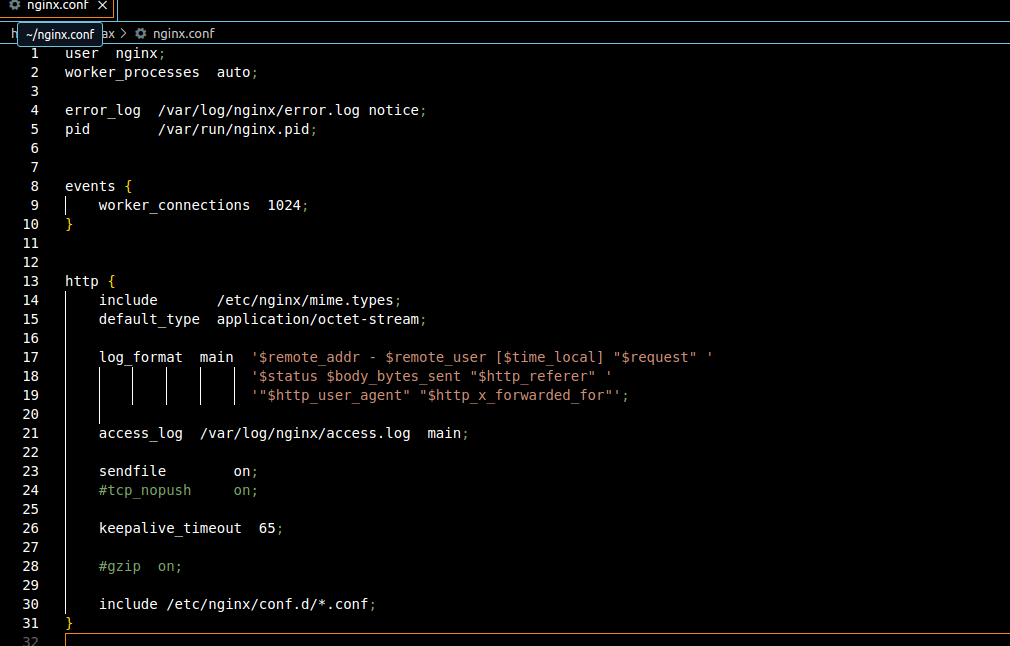 nginx.conf
~/nginx.conf ax > nginx.conf
1 user  nginx;
2 worker_processes  auto;
3
4 error_log  /var/log/nginx/error.log notice;
5 pid        /var/run/nginx.pid;
6
7
8 events {
9     worker_connections  1024;
10 }
11
12
13 http {
14     include       /etc/nginx/mime.types;
15     default_type  application/octet-stream;
16
17     log_format  main  '$remote_addr - $remote_user [$time_local] "$request" '
18                       '$status $body_bytes_sent "$http_referer" '
19                       '"$http_user_agent" "$http_x_forwarded_for"';
20
21     access_log  /var/log/nginx/access.log  main;
22
23     sendfile        on;
24     #tcp_nopush     on;
25
26     keepalive_timeout  65;
27
28     #gzip  on;
29
30     include /etc/nginx/conf.d/*.conf;
31 }
32